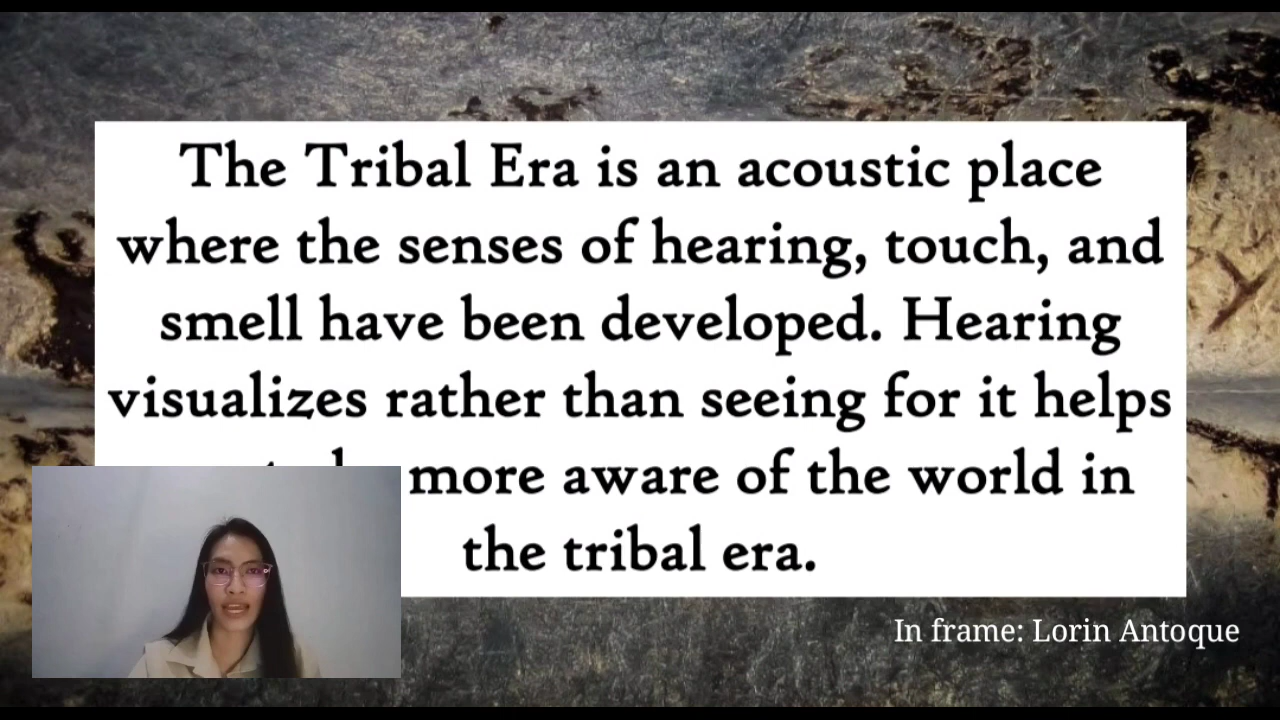 The Tribal Era is an acoustic place
where the senses of hearing, touch, and
smell have been developed. Hearing
visualizes rather than seeing for it helps
more aware of the world in
the tribal era.
In frame: Lorin Antoque